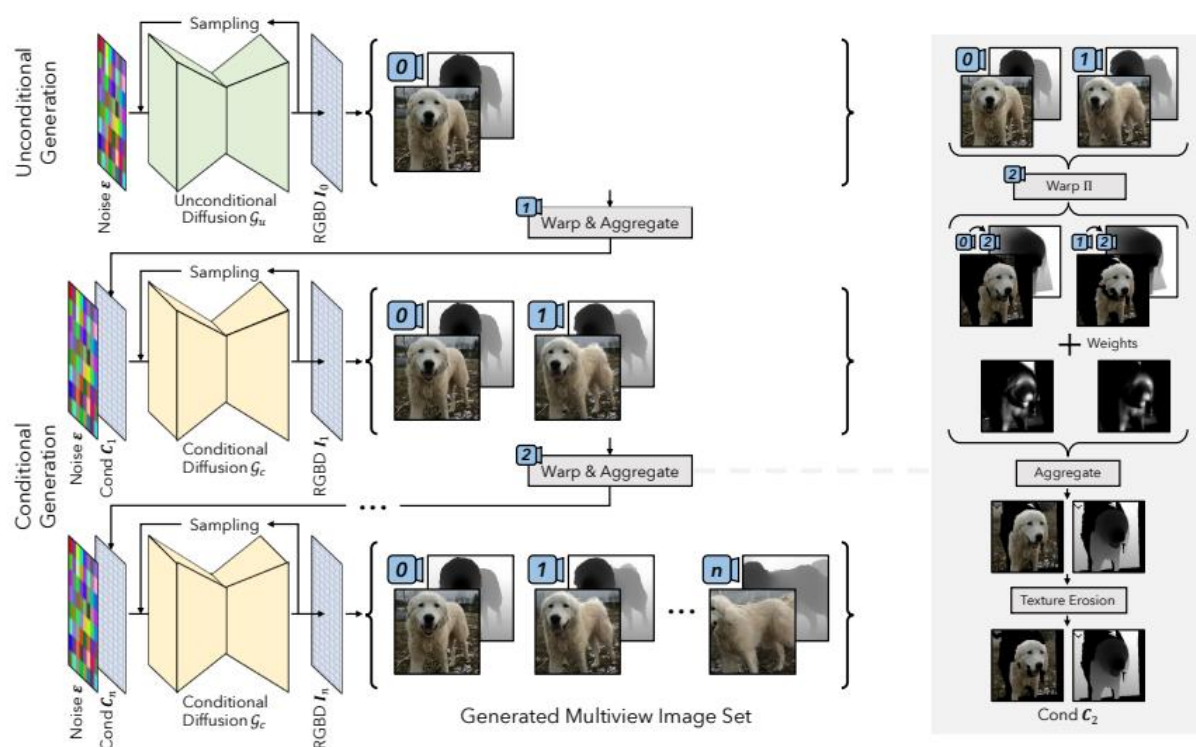 Unconditional
Generation
Noise ε
Sampling
Unconditional
Diffusion 𝒢u
RGBD I0
0
1
Warp & Aggregate
Conditional
Generation
Noise ε
Cond C1
Sampling
Conditional
Diffusion 𝒢c
RGBD I1
0
1
2
Warp & Aggregate
...
Noise ε
Cond Cn
Sampling
Conditional
Diffusion 𝒢c
RGBD In
0
1
...
n
Generated Multiview Image Set
0
1
2
Warp Π
0 2
1 2
+ Weights
Aggregate
Texture Erosion
Cond C2